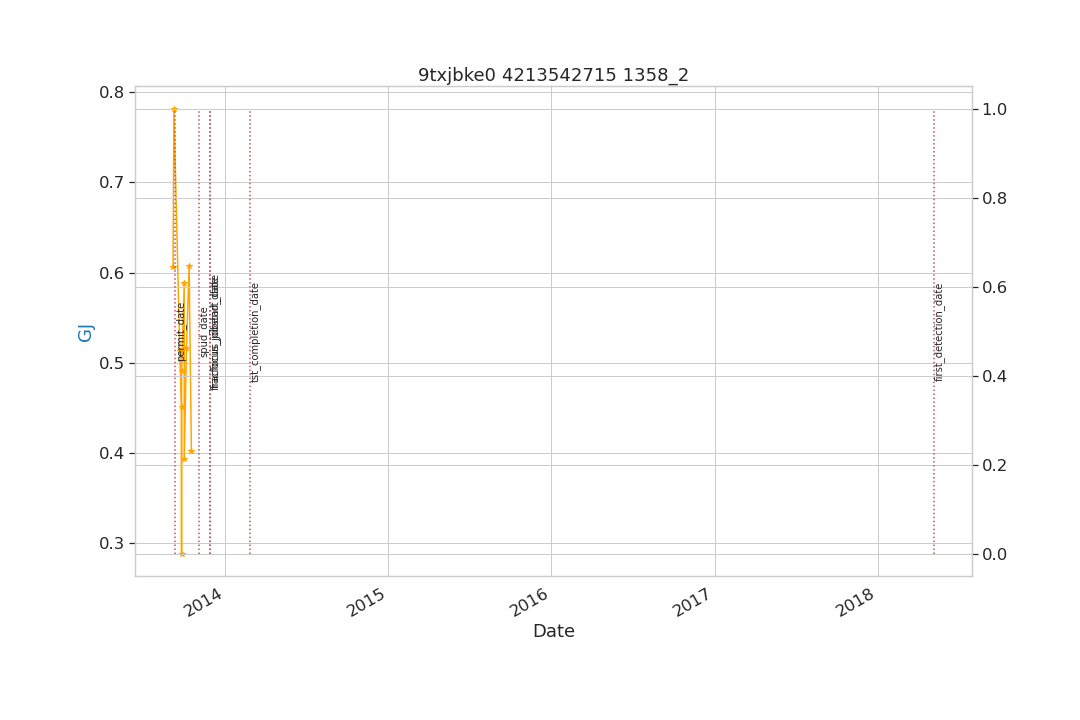 9txjbke0 4213542715 1358_2
GJ
0.8
0.7
0.6
0.5
0.4
0.3
1.0
0.8
0.6
0.4
0.2
0.0
permit_date
spud_date
tst_completion_date
first_detection_date
2014
2015
2016
2017
2018
Date